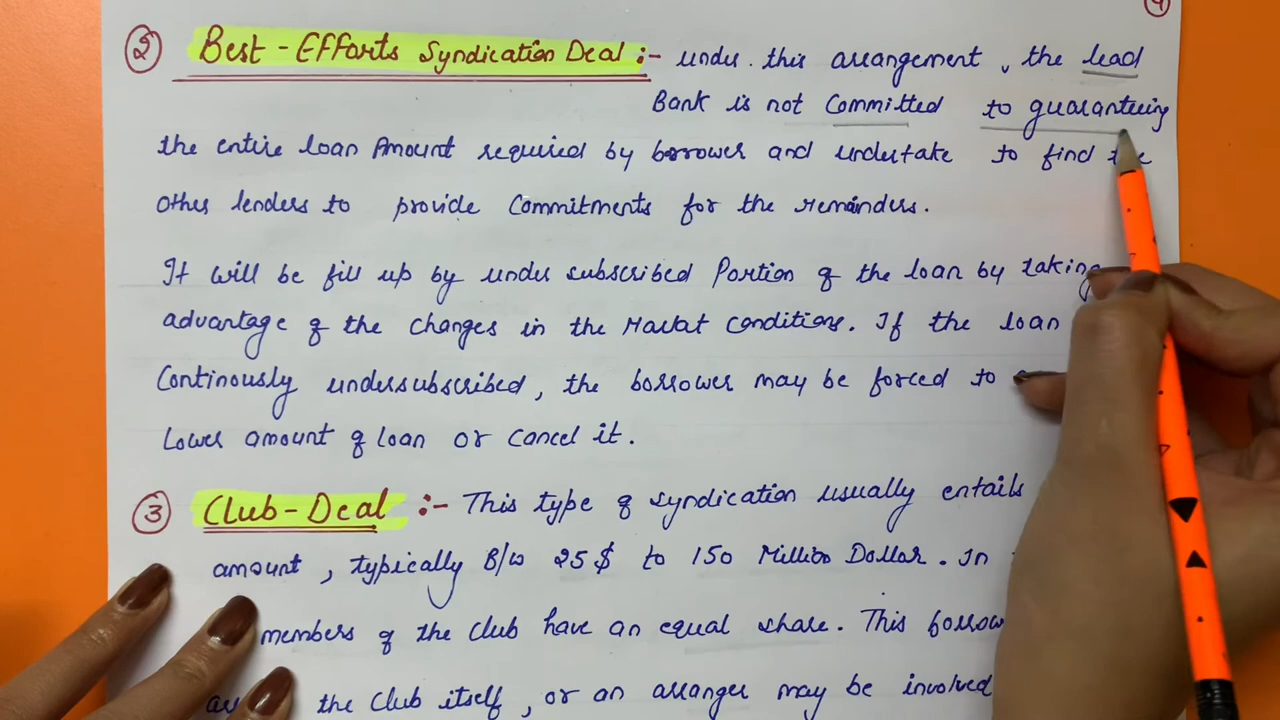 4
② Best - Efforts Syndication Deal :- under this arrangement, the lead
Bank is not Committed to guaranteeing
the entire loan Amount required by borrower and undertake to find the
other lenders to provide Commitments for the remainders.
It will be fill up by under subscribed Portion of the loan by taking
advantage of the changes in the Market Conditions. If the loan
Continously undersubscribed, the borrower may be forced to
Lower amount of loan or cancel it.
③ Club - Deal :- This type of syndication usually entails
amount, typically B/w 25$ to 150 Million Dollar. In
members of the Club have an equal share. This
the Club itself, or an arranger may be involved